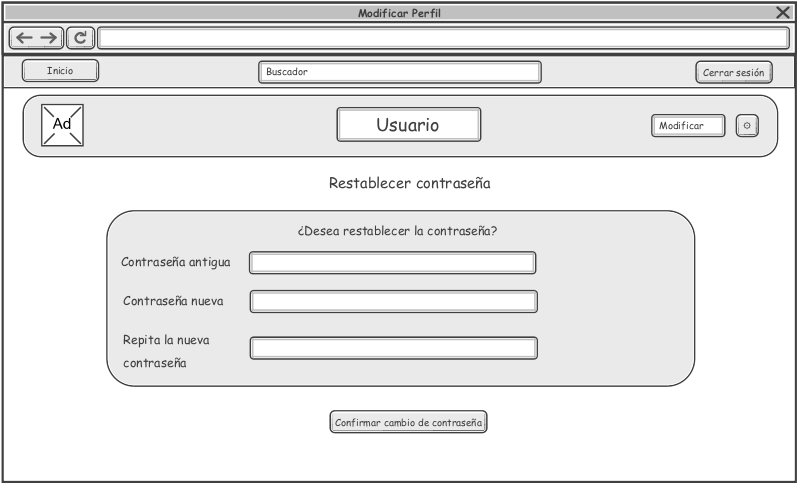 Modificar Perfil
Inicio
Buscador
Cerrar sesión
Ad
Usuario
Modificar
Restablecer contraseña
¿Desea restablecer la contraseña?
Contraseña antigua
Contraseña nueva
Repita la nueva
contraseña
Confirmar cambio de contraseña